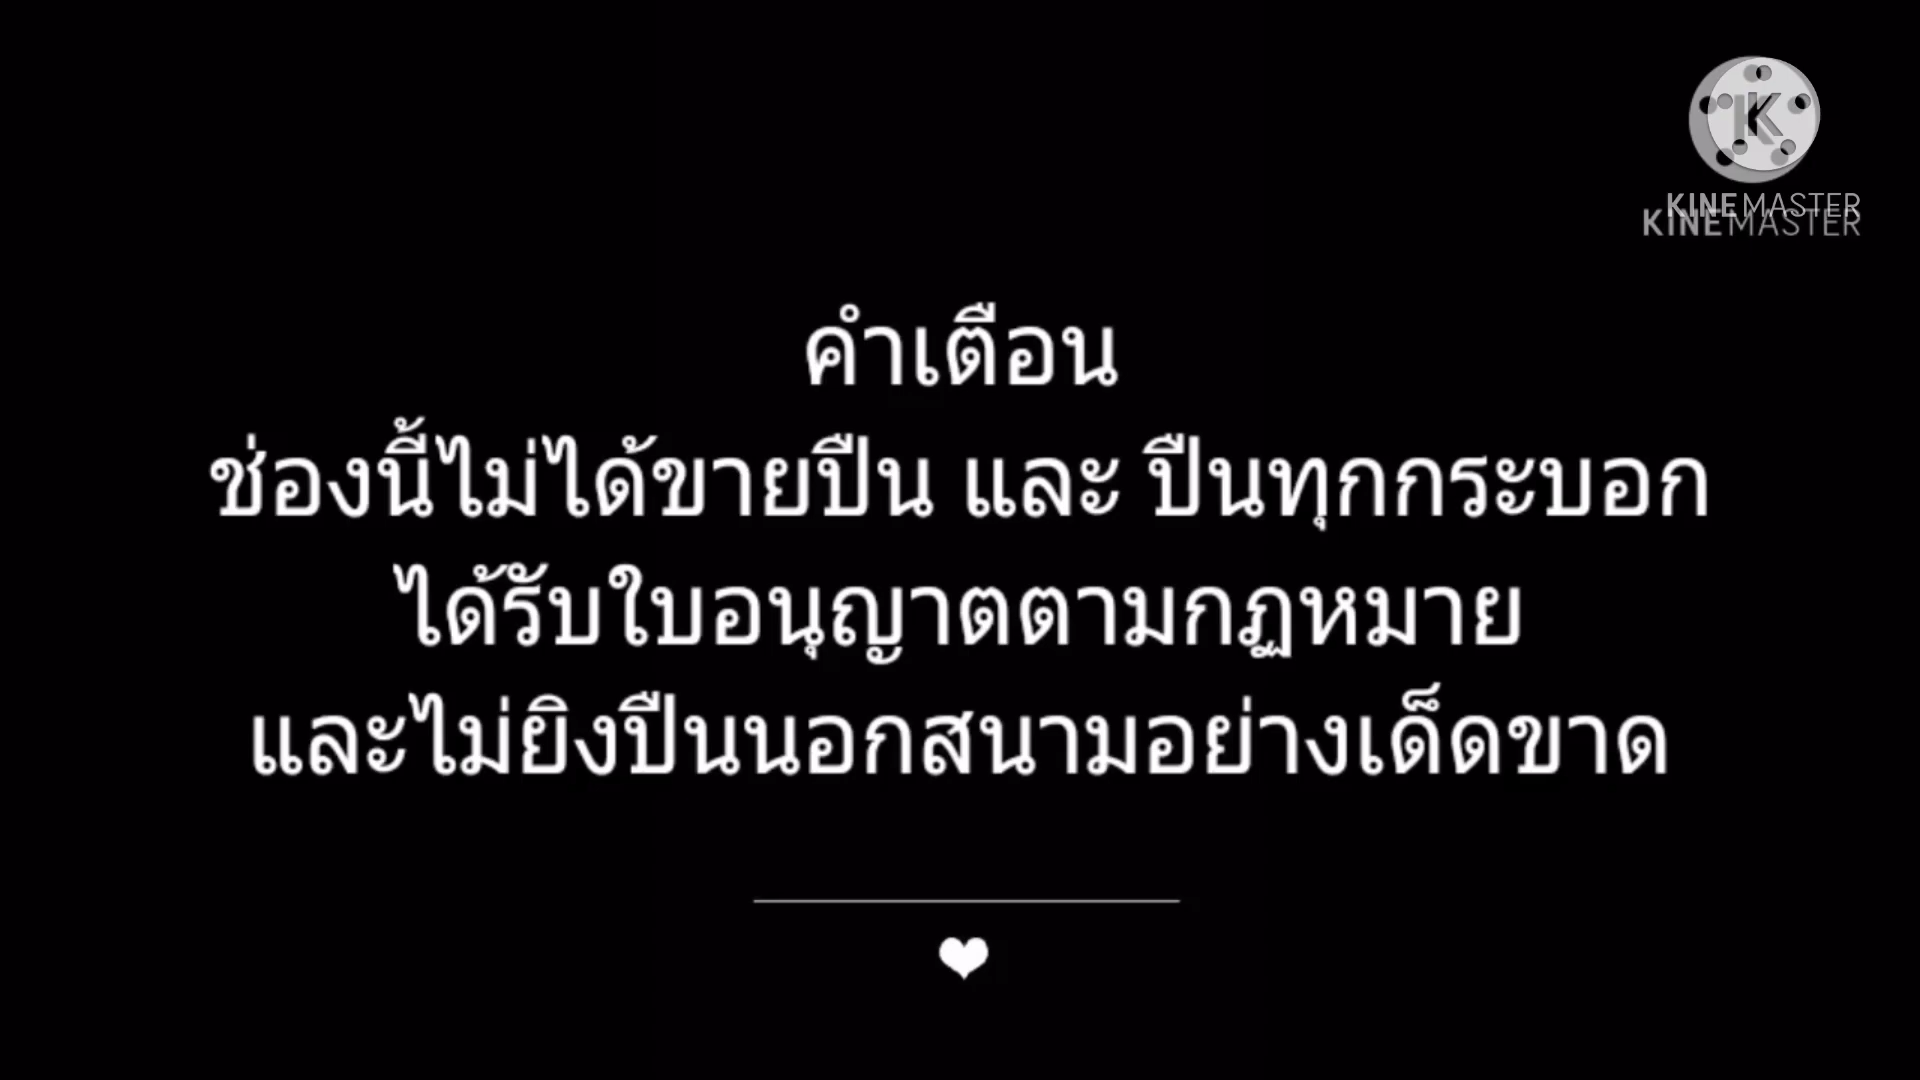 KINEMASTER
KINEMASTER
คำเตือน
ช่องนี้ไม่ได้ขายปืน และ ปืนทุกกระบอก
ได้รับใบอนุญาตตามกฎหมาย
และไม่ยิงปืนนอกสนามอย่างเด็ดขาด